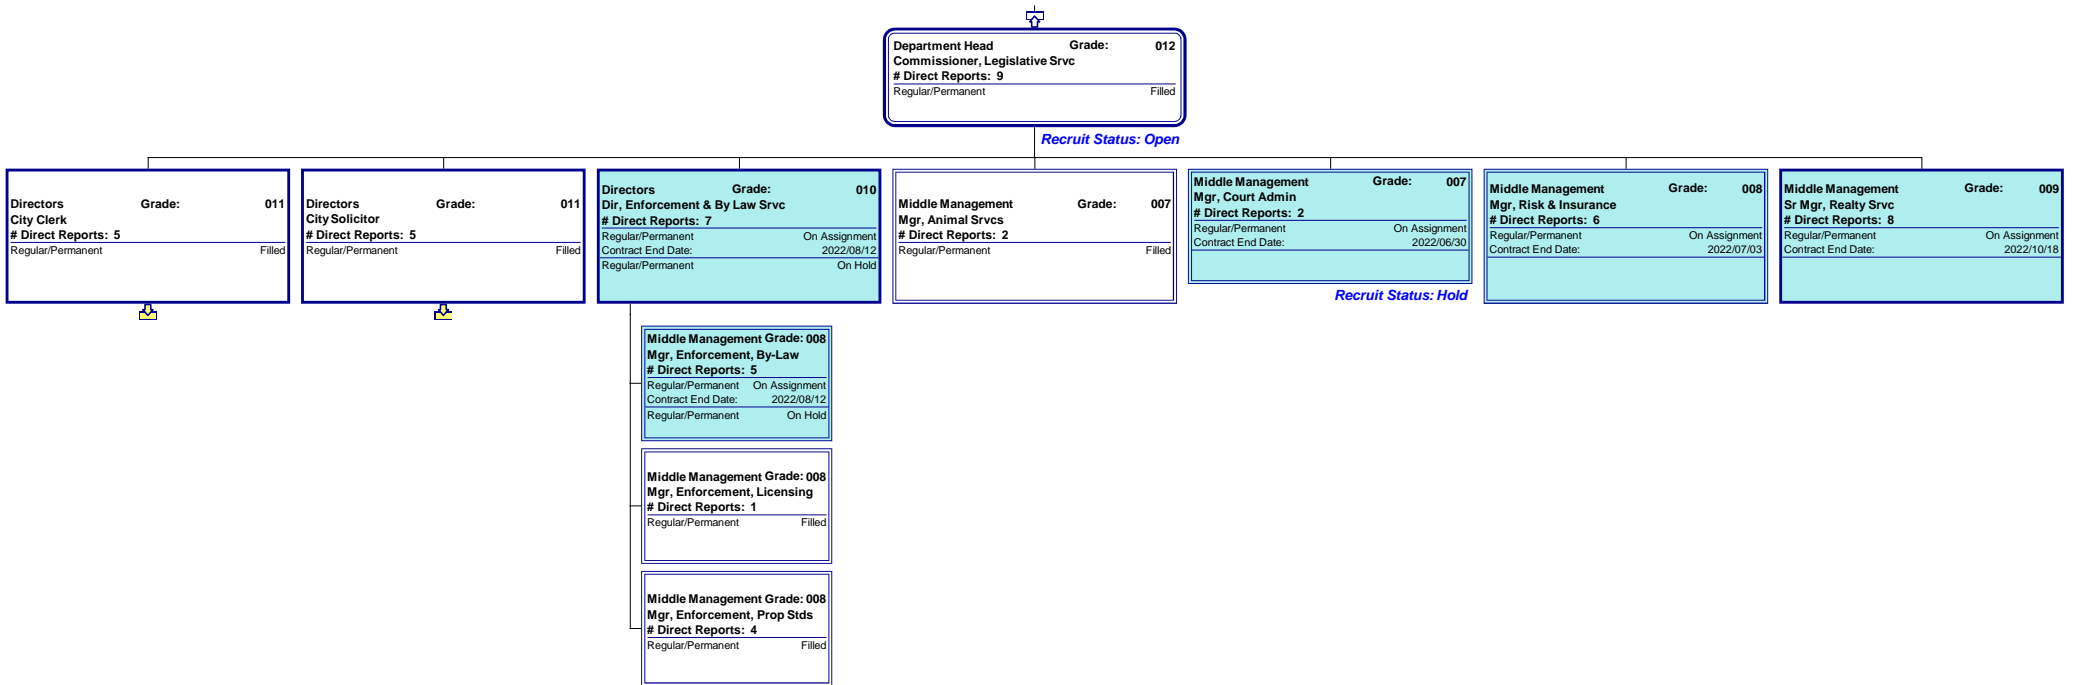 Department Head Grade: 012
Commissioner, Legislative Srvc
# Direct Reports: 9
Regular/Permanent Filled
Recruit Status: Open
Directors Grade: 011
City Clerk
# Direct Reports: 5
Regular/Permanent Filled
Directors Grade: 011
City Solicitor
# Direct Reports: 5
Regular/Permanent Filled
Directors Grade: 010
Dir, Enforcement & By Law Srvc
# Direct Reports: 7
Regular/Permanent On Assignment
Contract End Date: 2022/08/12
Regular/Permanent On Hold
Middle Management Grade: 007
Mgr, Animal Srvcs
# Direct Reports: 2
Regular/Permanent Filled
Middle Management Grade: 007
Mgr, Court Admin
# Direct Reports: 2
Regular/Permanent On Assignment
Contract End Date: 2022/06/30
Recruit Status: Hold
Middle Management Grade: 008
Mgr, Risk & Insurance
# Direct Reports: 6
Regular/Permanent On Assignment
Contract End Date: 2022/07/03
Middle Management Grade: 009
Sr Mgr, Realty Srvc
# Direct Reports: 8
Regular/Permanent On Assignment
Contract End Date: 2022/10/18
Middle Management Grade: 008
Mgr, Enforcement, By-Law
# Direct Reports: 5
Regular/Permanent On Assignment
Contract End Date: 2022/08/12
Regular/Permanent On Hold
Middle Management Grade: 008
Mgr, Enforcement, Licensing
# Direct Reports: 1
Regular/Permanent Filled
Middle Management Grade: 008
Mgr, Enforcement, Prop Stds
# Direct Reports: 4
Regular/Permanent Filled